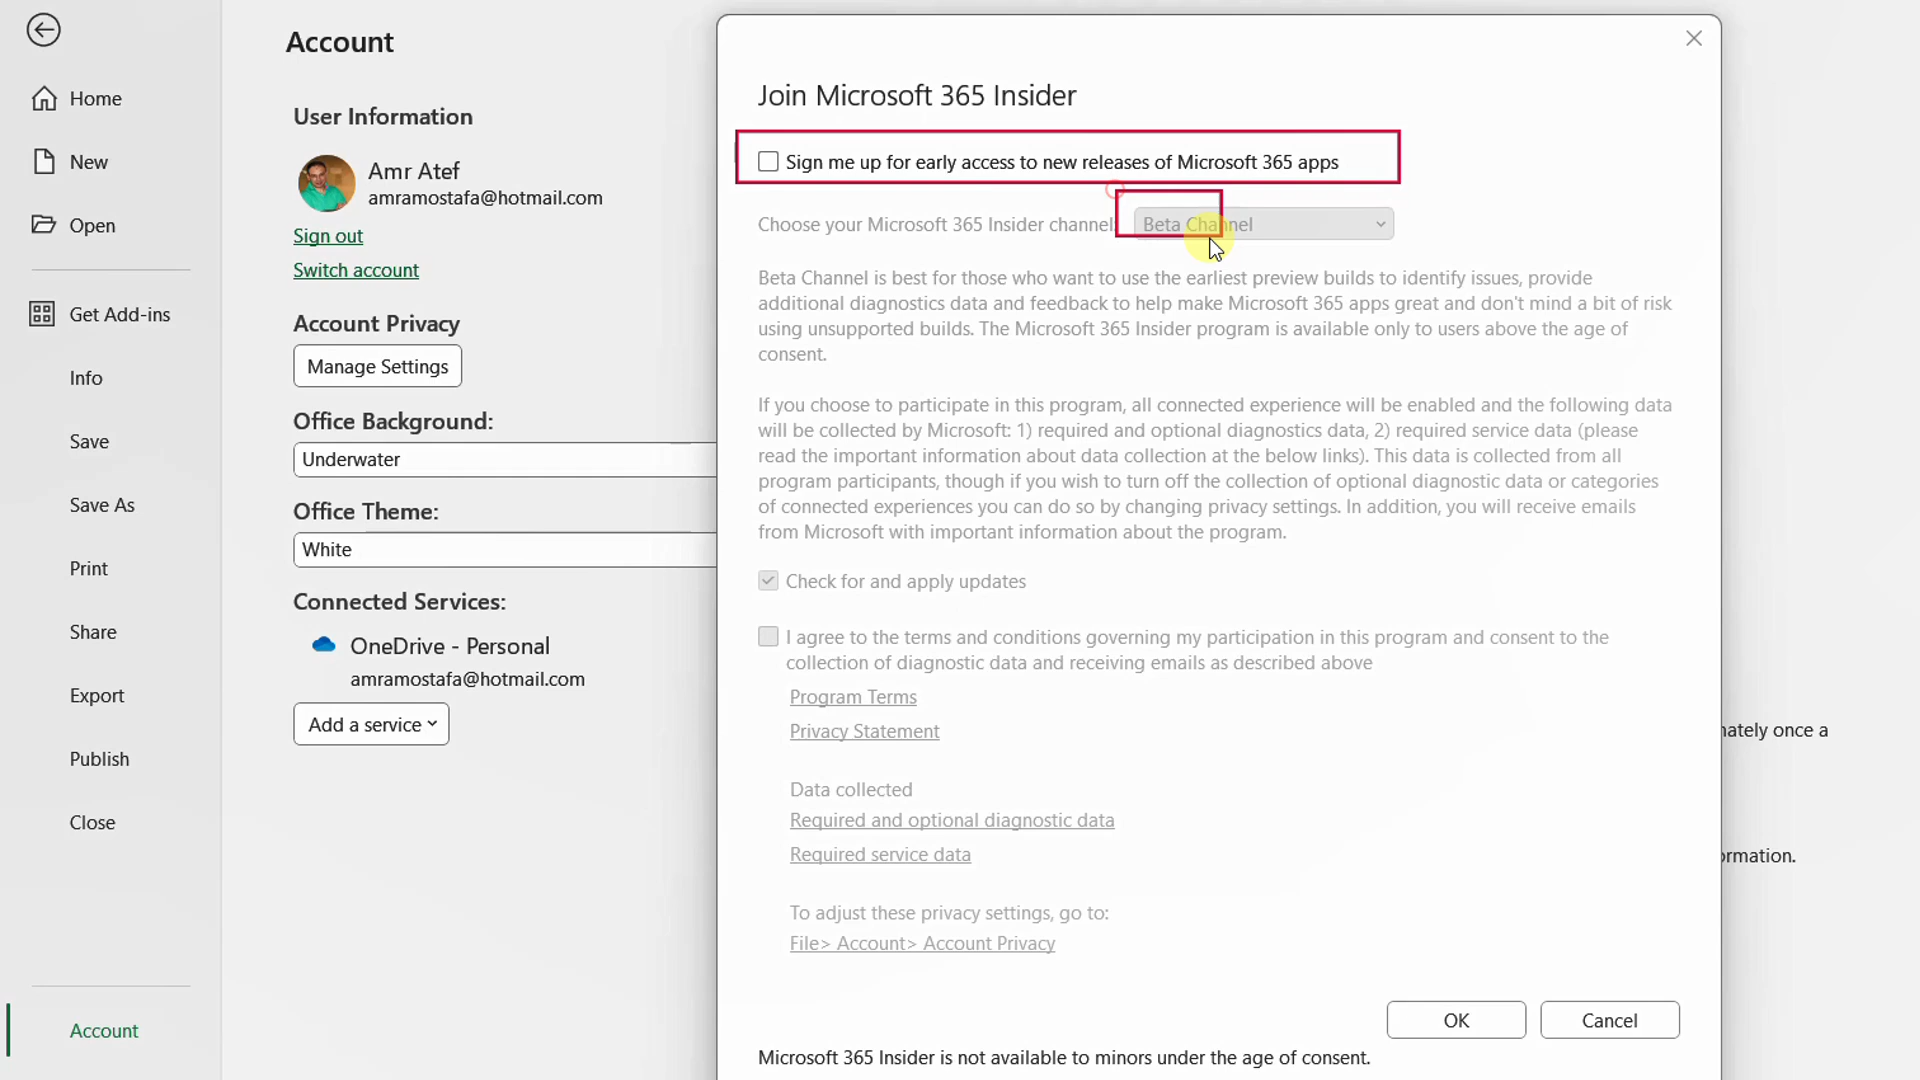 Account
Home
New
Open
Get Add-ins
Info
Save
Save As
Print
Share
Export
Publish
Close
Account
User Information
Amr Atef
amramostafa@hotmail.com
Sign out
Switch account
Account Privacy
Manage Settings
Office Background:
Underwater
Office Theme:
White
Connected Services:
OneDrive - Personal
amramostafa@hotmail.com
Add a service
Join Microsoft 365 Insider
Sign me up for early access to new releases of Microsoft 365 apps
Choose your Microsoft 365 Insider channel: Beta Channel
Beta Channel is best for those who want to use the earliest preview builds to identify issues, provide
additional diagnostics data and feedback to help make Microsoft 365 apps great and don't mind a bit of risk
using unsupported builds. The Microsoft 365 Insider program is available only to users above the age of
consent.
If you choose to participate in this program, all connected experience will be enabled and the following data
will be collected by Microsoft: 1) required and optional diagnostics data, 2) required service data (please
read the important information about data collection at the below links). This data is collected from all
program participants, though if you wish to turn off the collection of optional diagnostic data or categories
of connected experiences you can do so by changing privacy settings. In addition, you will receive emails
from Microsoft with important information about the program.
Check for and apply updates
I agree to the terms and conditions governing my participation in this program and consent to the
collection of diagnostic data and receiving emails as described above
Program Terms
Privacy Statement
Data collected
Required and optional diagnostic data
Required service data
To adjust these privacy settings, go to:
File> Account> Account Privacy
OK
Cancel
Microsoft 365 Insider is not available to minors under the age of consent.
once a